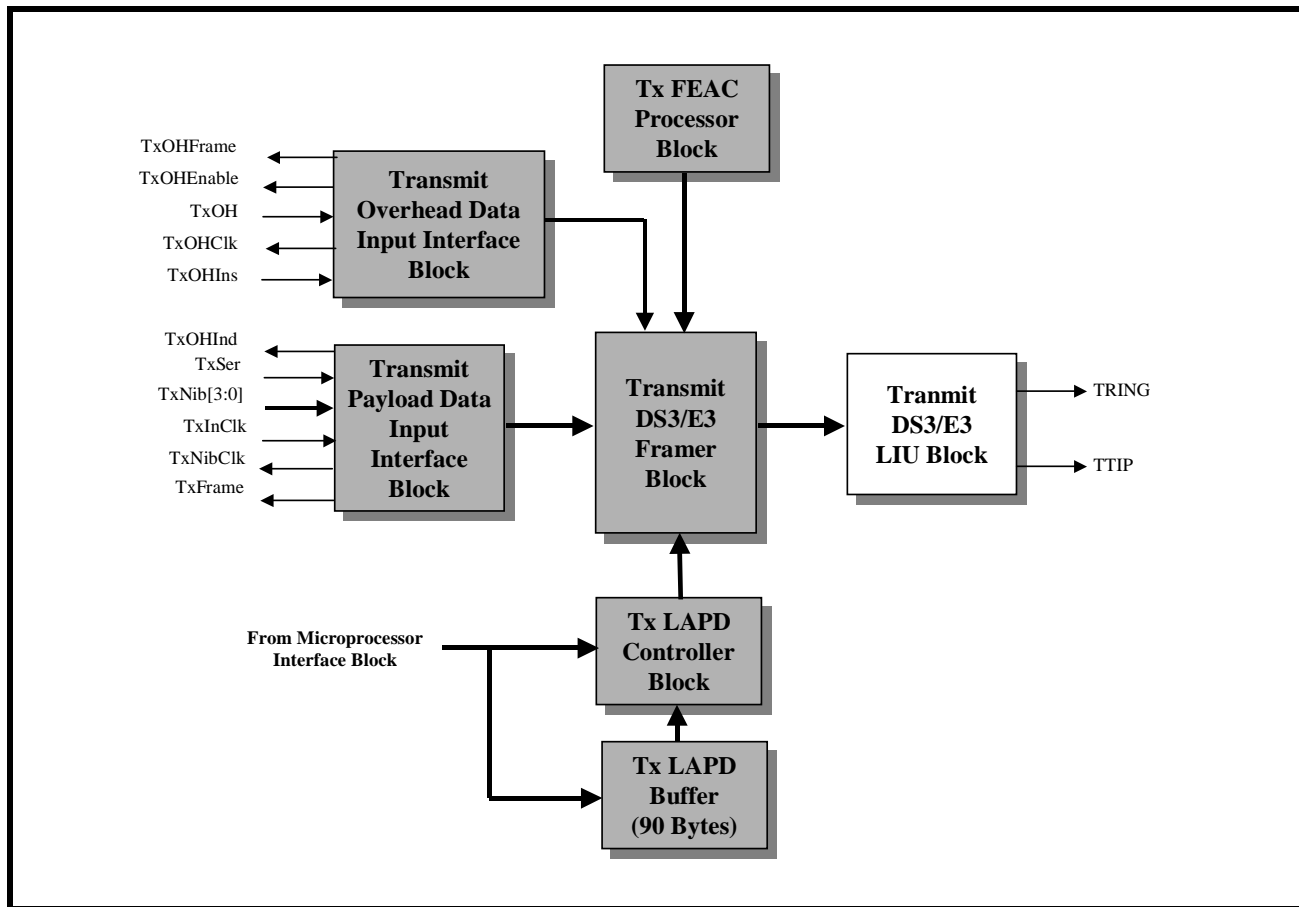 Tx FEAC
Processor
Block
TxOHFrame
TxOHEnable
TxOH
TxOHClk
TxOHIns
Transmit
Overhead Data
Input Interface
Block
TxOHInd
TxSer
TxNib[3:0]
TxInClk
TxNibClk
TxFrame
Transmit
Payload Data
Input
Interface
Block
Transmit
DS3/E3
Framer
Block
Tranmit
DS3/E3
LIU Block
TRING
TTIP
From Microprocessor
Interface Block
Tx LAPD
Controller
Block
Tx LAPD
Buffer
(90 Bytes)